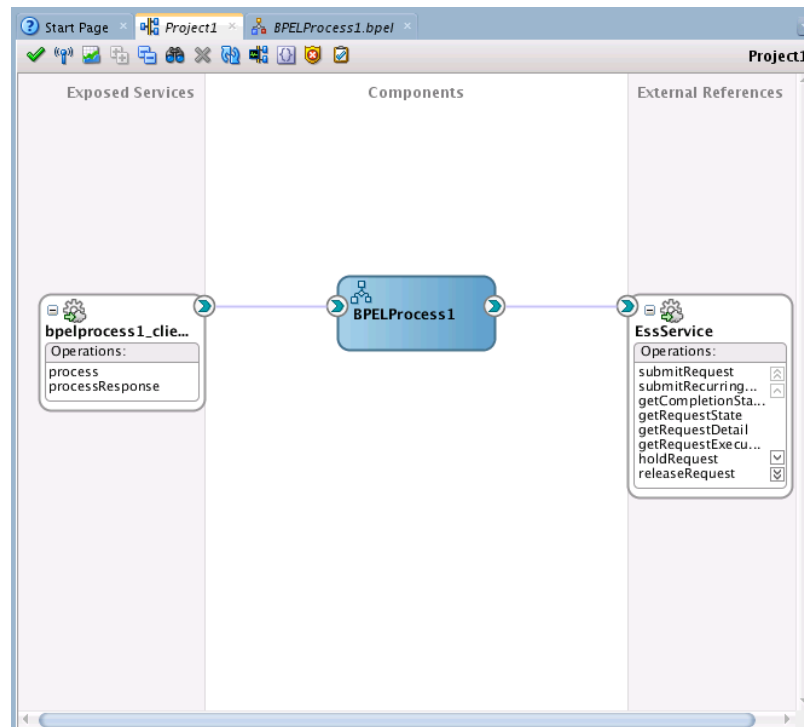 Start Page
Project1
BPELProcess1.bpel
Project1
Exposed Services
Components
External References
bpelprocess1_clie...
Operations:
process
processResponse
BPELProcess1
EssService
Operations:
submitRequest
submitRecurring...
getCompletionSta...
getRequestState
getRequestDetail
getRequestExecu...
holdRequest
releaseRequest